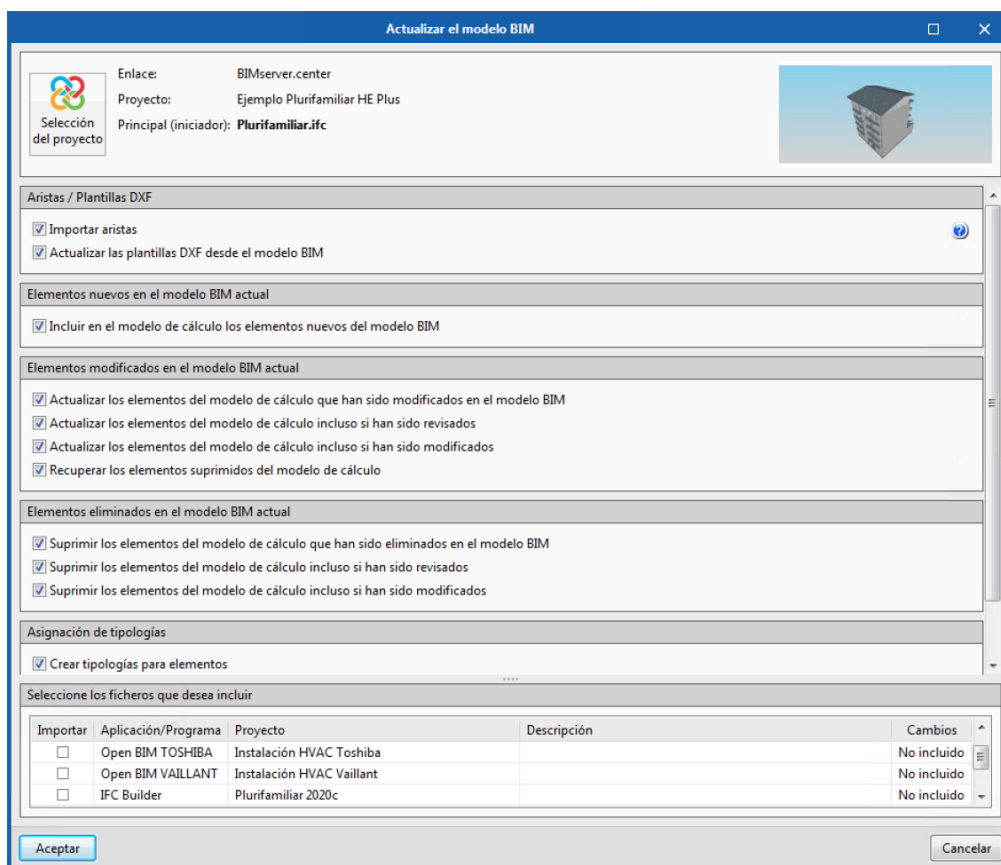 Actualizar el modelo BIM
Selección
del proyecto
Enlace: BIMserver.center
Proyecto: Ejemplo Plurifamiliar HE Plus
Principal (iniciador): Plurifamiliar.ifc
Aristas / Plantillas DXF
Importar aristas
Actualizar las plantillas DXF desde el modelo BIM
Elementos nuevos en el modelo BIM actual
Incluir en el modelo de cálculo los elementos nuevos del modelo BIM
Elementos modificados en el modelo BIM actual
Actualizar los elementos del modelo de cálculo que han sido modificados en el modelo BIM
Actualizar los elementos del modelo de cálculo incluso si han sido revisados
Actualizar los elementos del modelo de cálculo incluso si han sido modificados
Recuperar los elementos suprimidos del modelo de cálculo
Elementos eliminados en el modelo BIM actual
Suprimir los elementos del modelo de cálculo que han sido eliminados en el modelo BIM
Suprimir los elementos del modelo de cálculo incluso si han sido revisados
Suprimir los elementos del modelo de cálculo incluso si han sido modificados
Asignación de tipologías
Crear tipologías para elementos
Seleccione los ficheros que desea incluir
Importar Aplicación/Programa Proyecto Descripción Cambios
Open BIM TOSHIBA Instalación HVAC Toshiba No incluido
Open BIM VAILLANT Instalación HVAC Vaillant No incluido
IFC Builder Plurifamiliar 2020c No incluido
Aceptar Cancelar